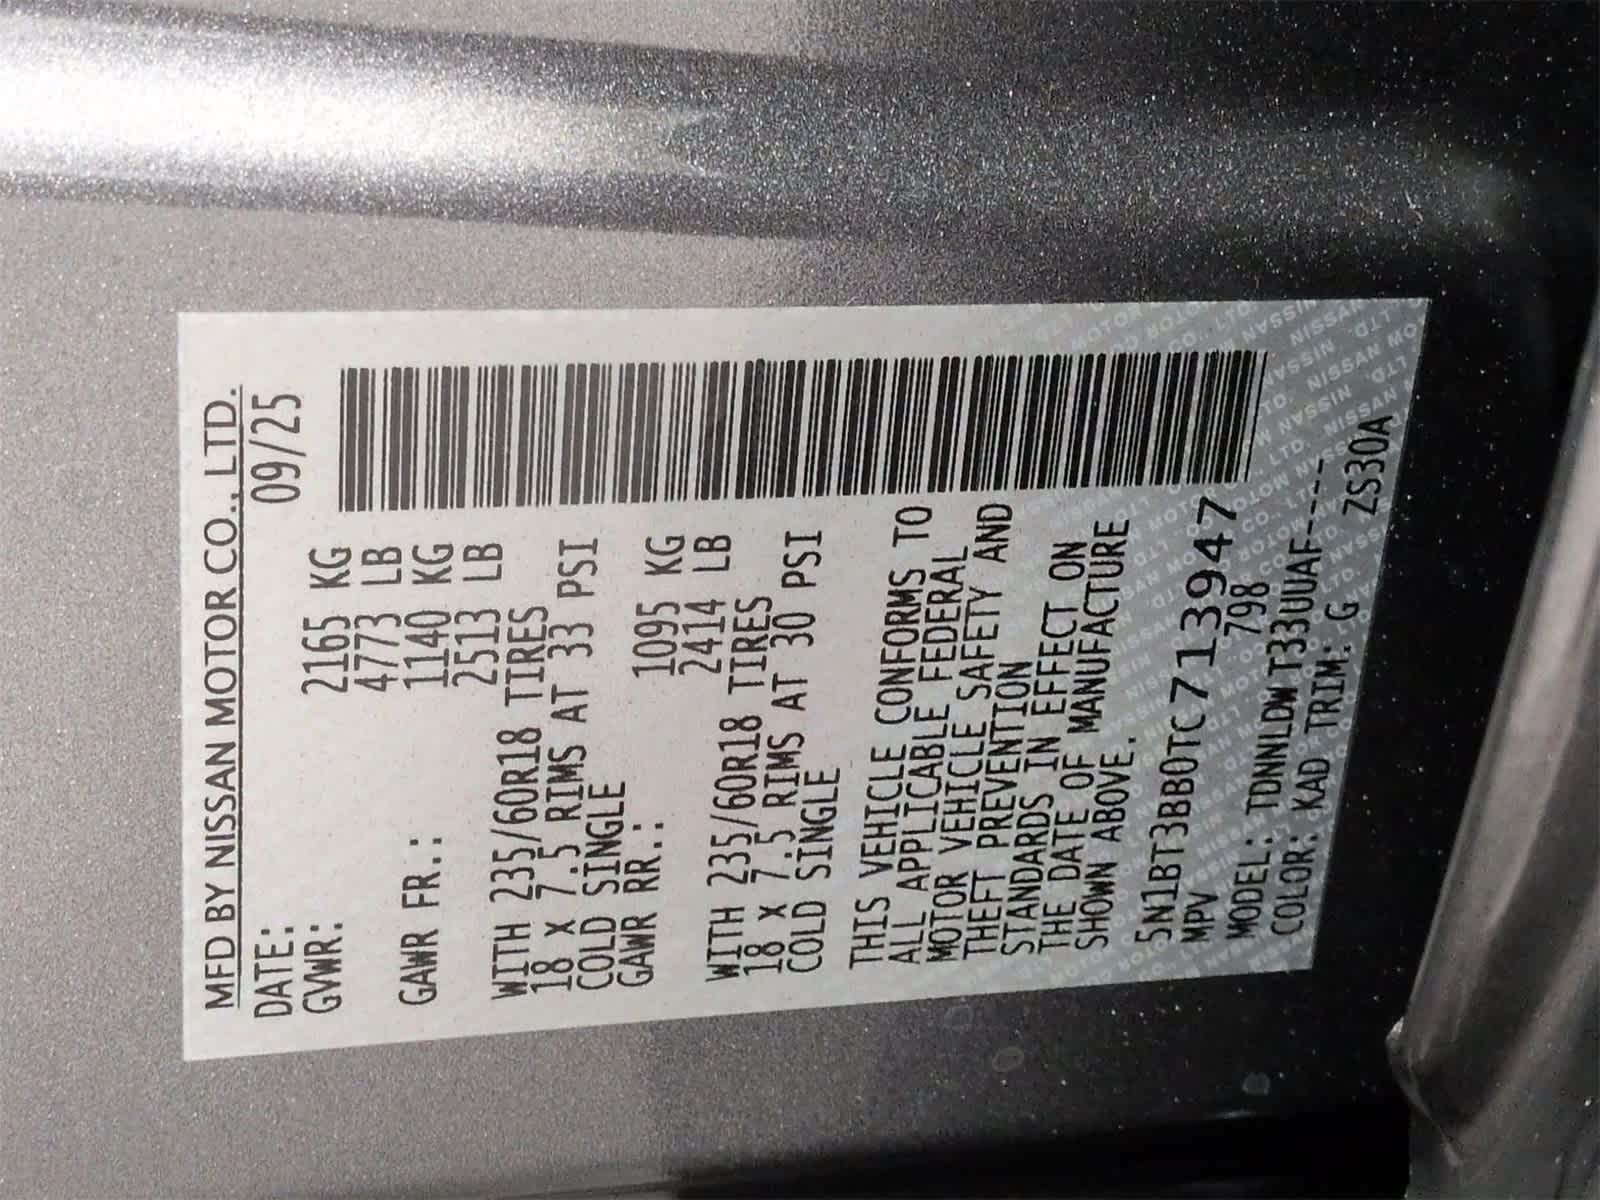 MFD BY NISSAN MOTOR CO., LTD.
DATE: 09/25
GVWR: 2165 KG
4773 LB
GAWR FR.: 1140 KG
2513 LB
WITH 235/60R18 TIRES
18 X 7.5 RIMS AT 33 PSI
COLD SINGLE
GAWR RR.: 1095 KG
2414 LB
WITH 235/60R18 TIRES
18 X 7.5 RIMS AT 30 PSI
COLD SINGLE
THIS VEHICLE CONFORMS TO
ALL APPLICABLE FEDERAL
MOTOR VEHICLE SAFETY AND
THEFT PREVENTION
STANDARDS IN EFFECT ON
THE DATE OF MANUFACTURE
SHOWN ABOVE.
5N1BT3BB0TC713947
MPV 798
MODEL: TDNNLDWT33UUAF-----
COLOR: KAD TRIM: G ZS30A